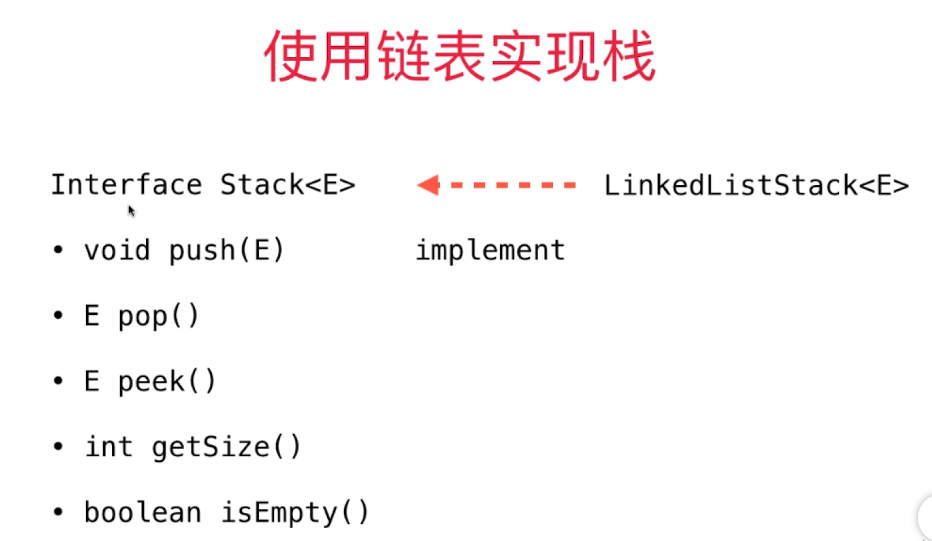 使用链表实现栈
Interface Stack<E>
LinkedListStack<E>
• void push(E)
implement
• E pop()
• E peek()
• int getSize()
• boolean isEmpty()